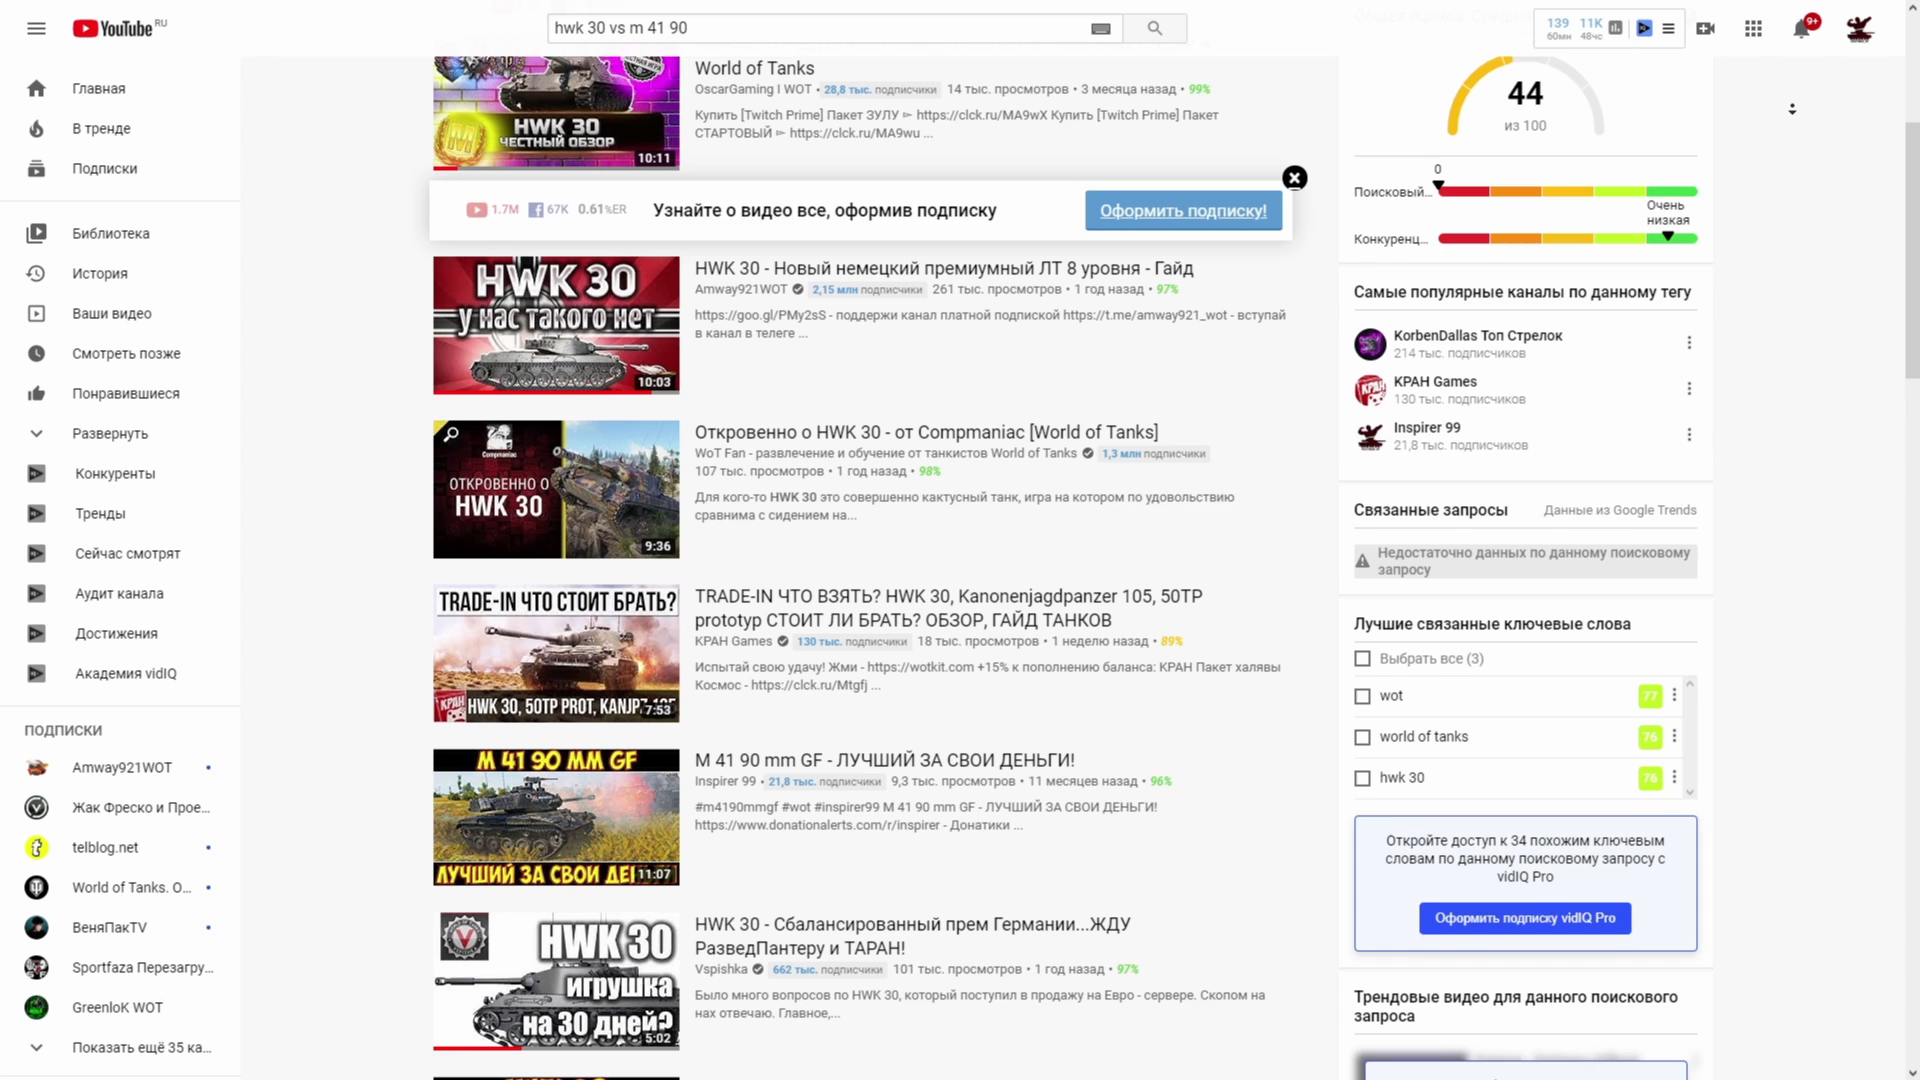 YouTube RU
hwk 30 vs m 41 90
139 60мн 11K 48чс
9+
Главная
В тренде
Подписки
Библиотека
История
Ваши видео
Смотреть позже
Понравившиеся
Развернуть
Конкуренты
Тренды
Сейчас смотрят
Аудит канала
Достижения
Академия vidIQ
ПОДПИСКИ
Amway921WOT
Жак Фреско и Прое...
telblog.net
World of Tanks. О...
ВеняПакTV
Sportfaza Перезагру...
GreenloK WOT
Показать ещё 35 ка...
HWK 30
ЧЕСТНЫЙ ОБЗОР
10:11
World of Tanks
OscarGaming I WOT • 28,8 тыс. подписчики 14 тыс. просмотров • 3 месяца назад • 99%
Купить [Twitch Prime] Пакет ЗУЛУ ► https://clck.ru/MA9wX Купить [Twitch Prime] Пакет
СТАРТОВЫЙ ► https://clck.ru/MA9wu ...
1.7M 67K 0.61%ER Узнайте о видео все, оформив подписку Оформить подписку!
HWK 30
у нас такого нет
10:03
HWK 30 - Новый немецкий премиумный ЛТ 8 уровня - Гайд
Amway921WOT 2,15 млн подписчики 261 тыс. просмотров • 1 год назад • 97%
https://goo.gl/PMy2sS - поддержи канал платной подпиской https://t.me/amway921_wot - вступай
в канал в телеге ...
Compmaniac
ОТКРОВЕННО О
HWK 30
9:36
Откровенно о HWK 30 - от Compmaniac [World of Tanks]
WoT Fan - развлечение и обучение от танкистов World of Tanks 1,3 млн подписчики
107 тыс. просмотров • 1 год назад • 98%
Для кого-то HWK 30 это совершенно кактусный танк, игра на котором по удовольствию
сравнима с сидением на...
TRADE-IN ЧТО СТОИТ БРАТЬ?
КРАН
HWK 30, 50TP PROT, KANJPZ 105
7:53
TRADE-IN ЧТО ВЗЯТЬ? HWK 30, Kanonenjagdpanzer 105, 50TP
prototyp СТОИТ ЛИ БРАТЬ? ОБЗОР, ГАЙД ТАНКОВ
КРАН Games 130 тыс. подписчики 18 тыс. просмотров • 1 неделю назад • 89%
Испытай свою удачу! Жми - https://wotkit.com +15% к пополнению баланса: КРАН Пакет халявы
Космос - https://clck.ru/Mtgfj ...
M 41 90 MM GF
ЛУЧШИЙ ЗА СВОИ ДЕН
11:07
M 41 90 mm GF - ЛУЧШИЙ ЗА СВОИ ДЕНЬГИ!
Inspirer 99 • 21,8 тыс. подписчики 9,3 тыс. просмотров • 11 месяцев назад • 96%
#m4190mmgf #wot #inspirer99 M 41 90 mm GF - ЛУЧШИЙ ЗА СВОИ ДЕНЬГИ!
https://www.donationalerts.com/r/inspirer - Донатики ...
HWK 30
игрушка
на 30 дней?
5:02
HWK 30 - Сбалансированный прем Германии...ЖДУ
РазведПантеру и ТАРАН!
Vspishka 662 тыс. подписчики 101 тыс. просмотров • 1 год назад • 97%
Было много вопросов по HWK 30, который поступил в продажу на Евро - сервере. Скопом на
нах отвечаю. Главное,...
44
из 100
0
Поисковый...
Очень
низкая
Конкуренц...
Самые популярные каналы по данному тегу
KorbenDallas Топ Стрелок
214 тыс. подписчиков
КРАН Games
130 тыс. подписчиков
Inspirer 99
21,8 тыс. подписчиков
Связанные запросы Данные из Google Trends
Недостаточно данных по данному поисковому
запросу
Лучшие связанные ключевые слова
Выбрать все (3)
wot 77
world of tanks 76
hwk 30 76
Откройте доступ к 34 похожим ключевым
словам по данному поисковому запросу с
vidIQ Pro
Оформить подписку vidIQ Pro
Трендовые видео для данного поискового
запроса